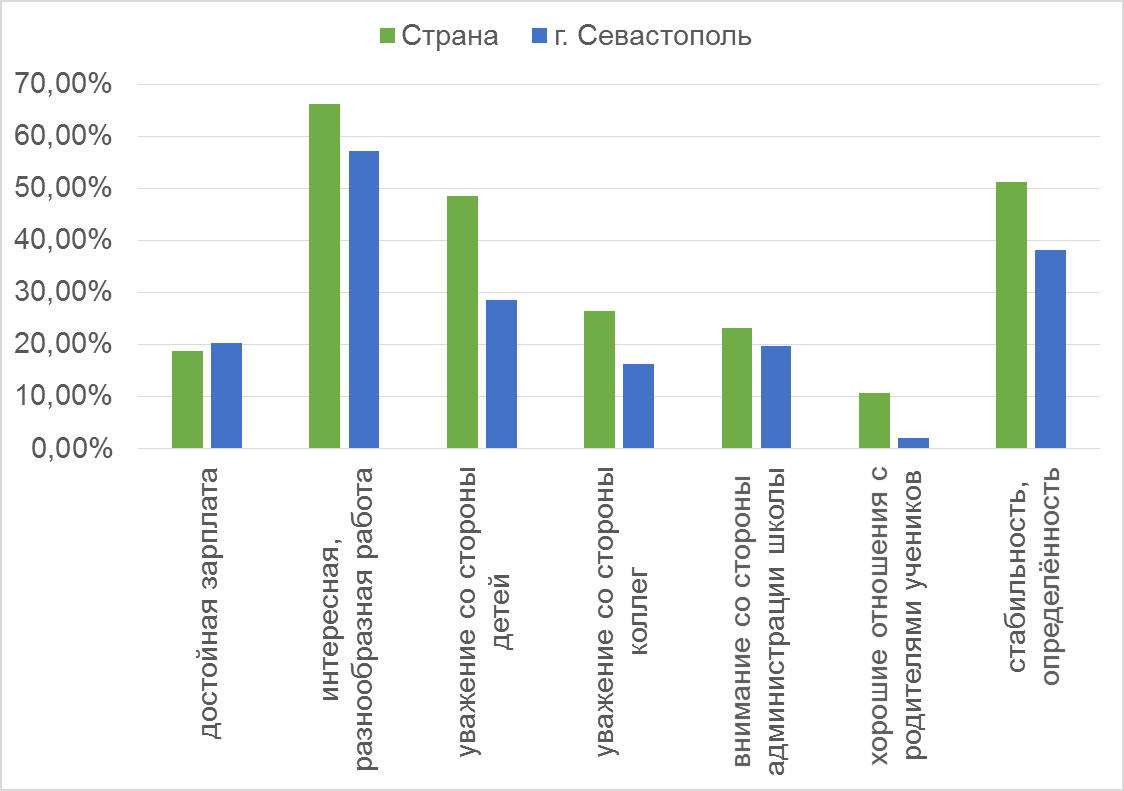 Страна
г. Севастополь
70,00%
60,00%
50,00%
40,00%
30,00%
20,00%
10,00%
0,00%
достойная зарплата
интересная,
разнообразная работа
уважение со стороны
детей
уважение со стороны
коллег
внимание со стороны
администрации школы
хорошие отношения с
родителями учеников
стабильность,
определённость